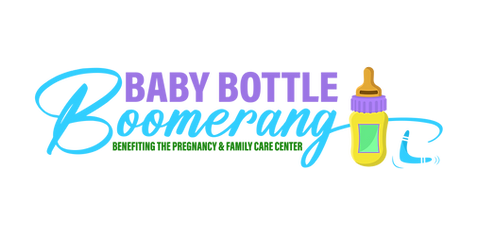 BABY BOTTLE
Boomerang
BENEFITING THE PREGNANCY & FAMILY CARE CENTER